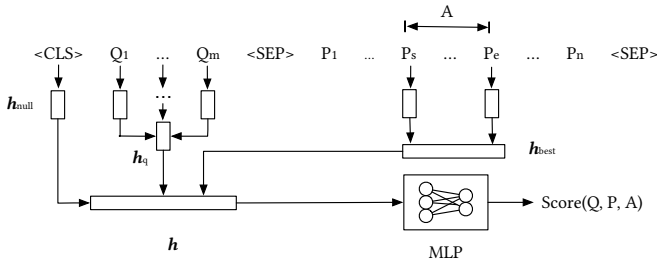 A
<CLS> Q1 ... Qm <SEP> P1 ... Ps ... Pe ... Pn <SEP>
hnull
...
hq
hbest
Score(Q, P, A)
h
MLP